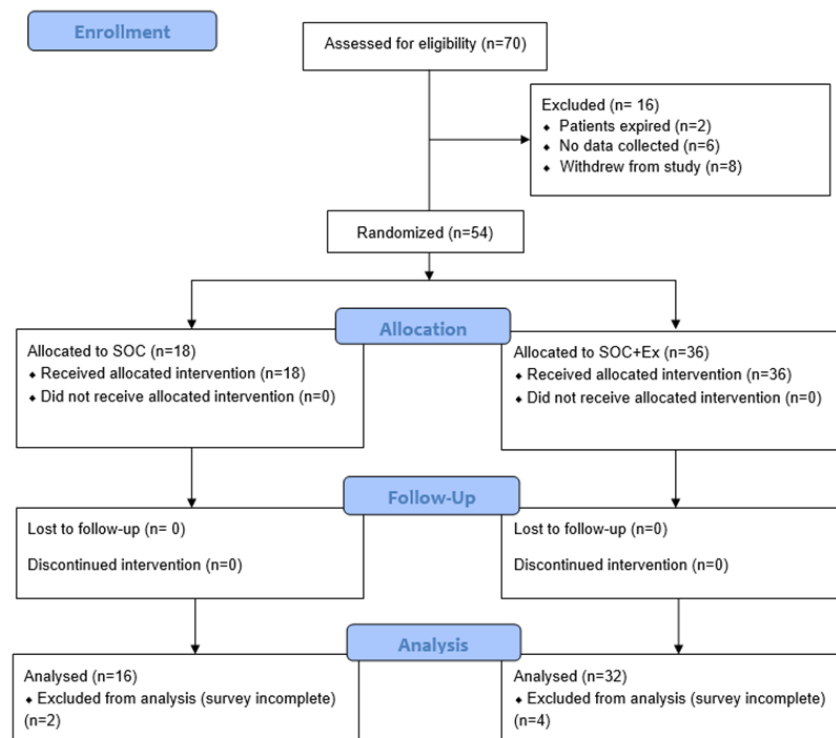 Enrollment
Assessed for eligibility (n=70)
Excluded (n= 16)
⬥ Patients expired (n=2)
⬥ No data collected (n=6)
⬥ Withdrew from study (n=8)
Randomized (n=54)
Allocation
Allocated to SOC (n=18)
⬥ Received allocated intervention (n=18)
⬥ Did not receive allocated intervention (n=0)
Allocated to SOC+Ex (n=36)
⬥ Received allocated intervention (n=36)
⬥ Did not receive allocated intervention (n=0)
Follow-Up
Lost to follow-up (n= 0)
Discontinued intervention (n=0)
Lost to follow-up (n=0)
Discontinued intervention (n=0)
Analysis
Analysed (n=16)
⬥ Excluded from analysis (survey incomplete)
(n=2)
Analysed (n=32)
⬥ Excluded from analysis (survey incomplete)
(n=4)